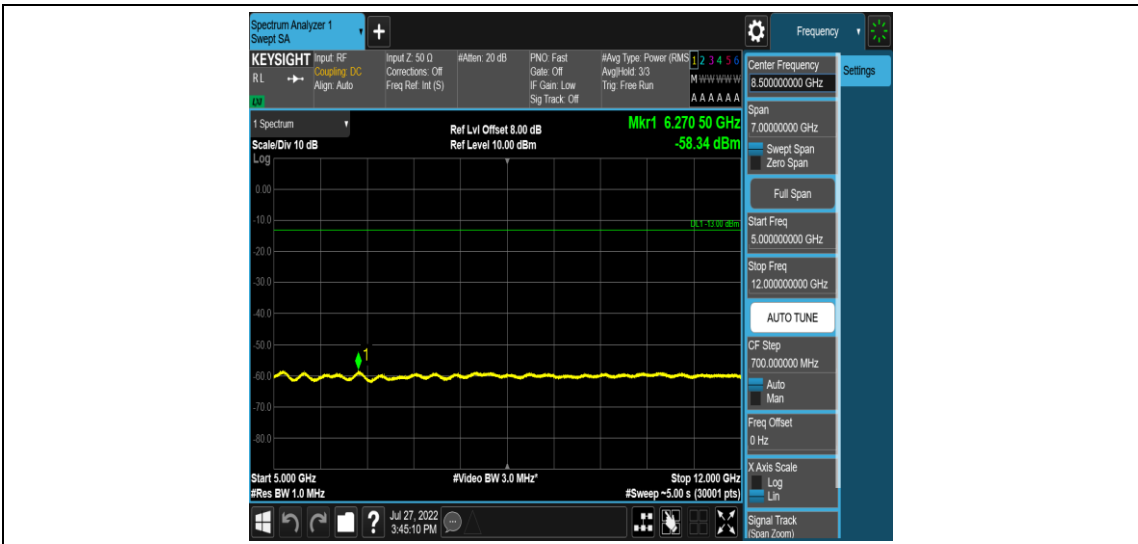 Spectrum Analyzer 1
Swept SA
+
Frequency
KEYSIGHT
RL
Input: RF
Coupling: DC
Align: Auto
Input Z: 50 Ω
Corrections: Off
Freq Ref: Int (S)
#Atten: 20 dB
PNO: Fast
Gate: Off
IF Gain: Low
Sig Track: Off
#Avg Type: Power (RMS
Avg|Hold: 3/3
Trig: Free Run
1 2 3 4 5 6
M W W W W W
A A A A A A
1 Spectrum
Scale/Div 10 dB
Ref Lvl Offset 8.00 dB
Ref Level 10.00 dBm
Mkr1 6.270 50 GHz
-58.34 dBm
Log
0.00
-10.0
DL1 -13.00 dBm
-20.0
-30.0
-40.0
-50.0
1
-60.0
-70.0
-80.0
Start 5.000 GHz
#Video BW 3.0 MHz*
Stop 12.000 GHz
#Res BW 1.0 MHz
#Sweep ~5.00 s (30001 pts)
?
Jul 27, 2022
3:45:10 PM
Center Frequency
8.500000000 GHz
Settings
Span
7.00000000 GHz
Swept Span
Zero Span
Full Span
Start Freq
5.000000000 GHz
Stop Freq
12.000000000 GHz
AUTO TUNE
CF Step
700.000000 MHz
Auto
Man
Freq Offset
0 Hz
X Axis Scale
Log
Lin
Signal Track
(Span Zoom)